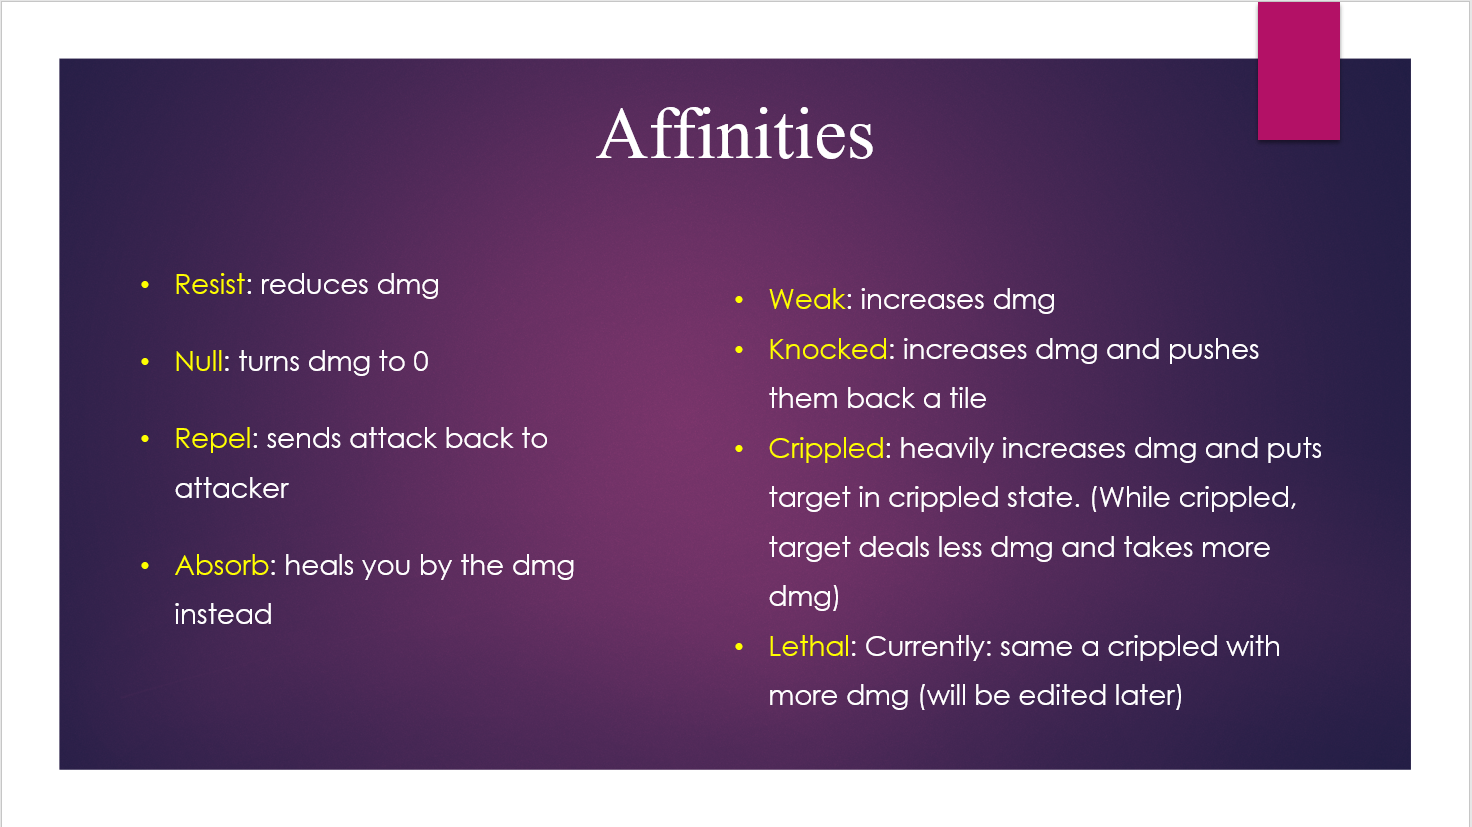 Affinities
• Resist: reduces dmg
• Null: turns dmg to 0
• Repel: sends attack back to
attacker
• Absorb: heals you by the dmg
instead
• Weak: increases dmg
• Knocked: increases dmg and pushes
them back a tile
• Crippled: heavily increases dmg and puts
target in crippled state. (While crippled,
target deals less dmg and takes more
dmg)
• Lethal: Currently: same a crippled with
more dmg (will be edited later)